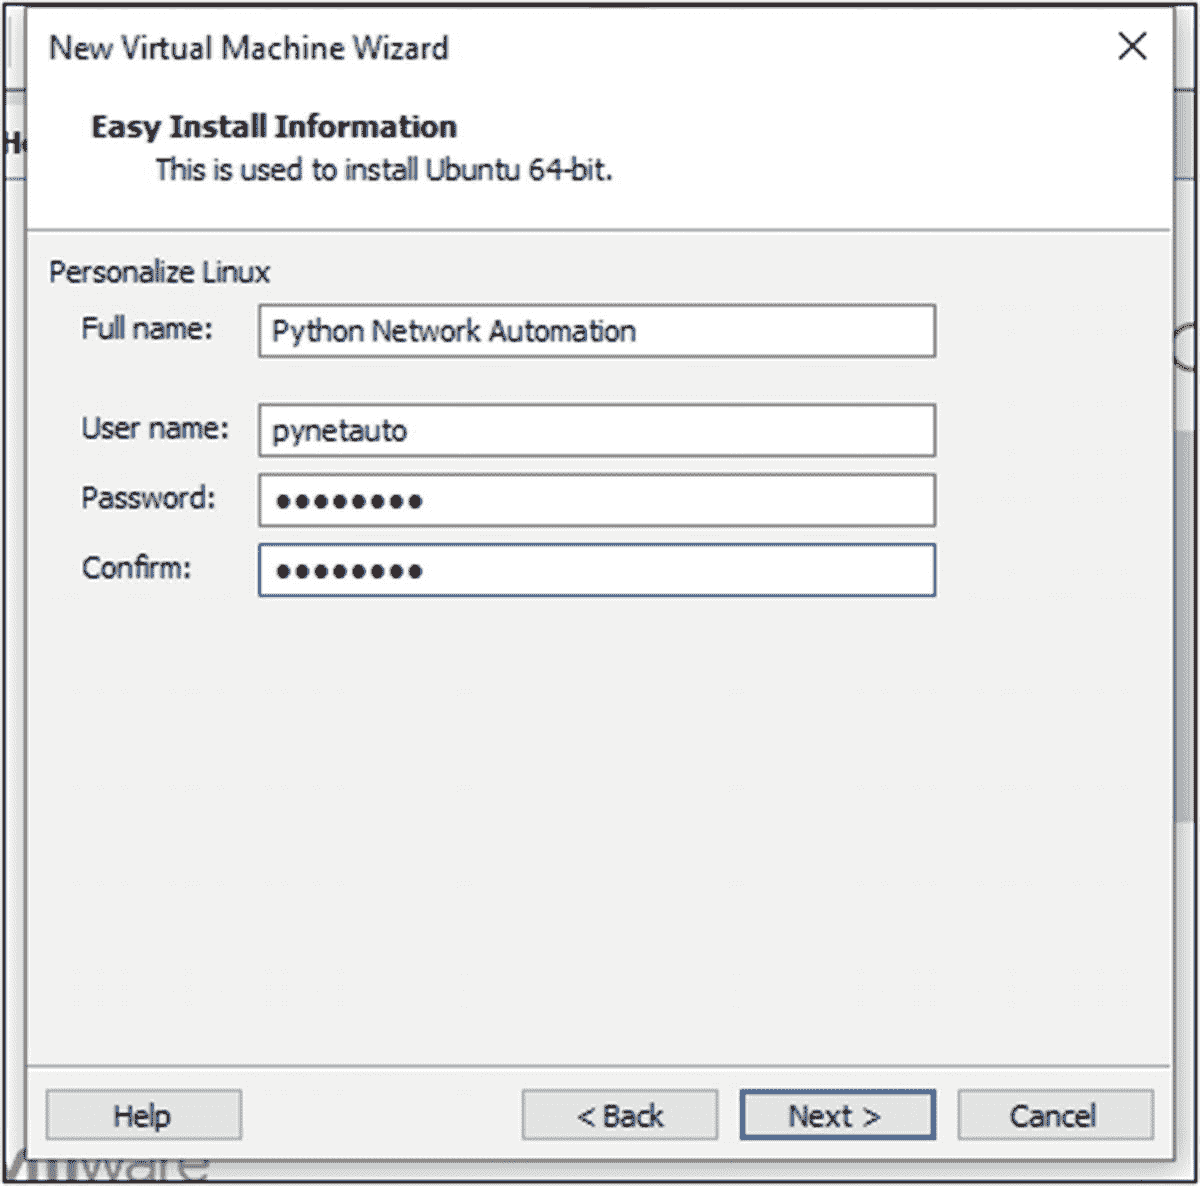 New Virtual Machine Wizard
Easy Install Information
This is used to install Ubuntu 64-bit.
Personalize Linux
Full name: Python Network Automation
User name: pynetauto
Password: ●●●●●●●●
Confirm: ●●●●●●●●
Help < Back Next > Cancel
vmware